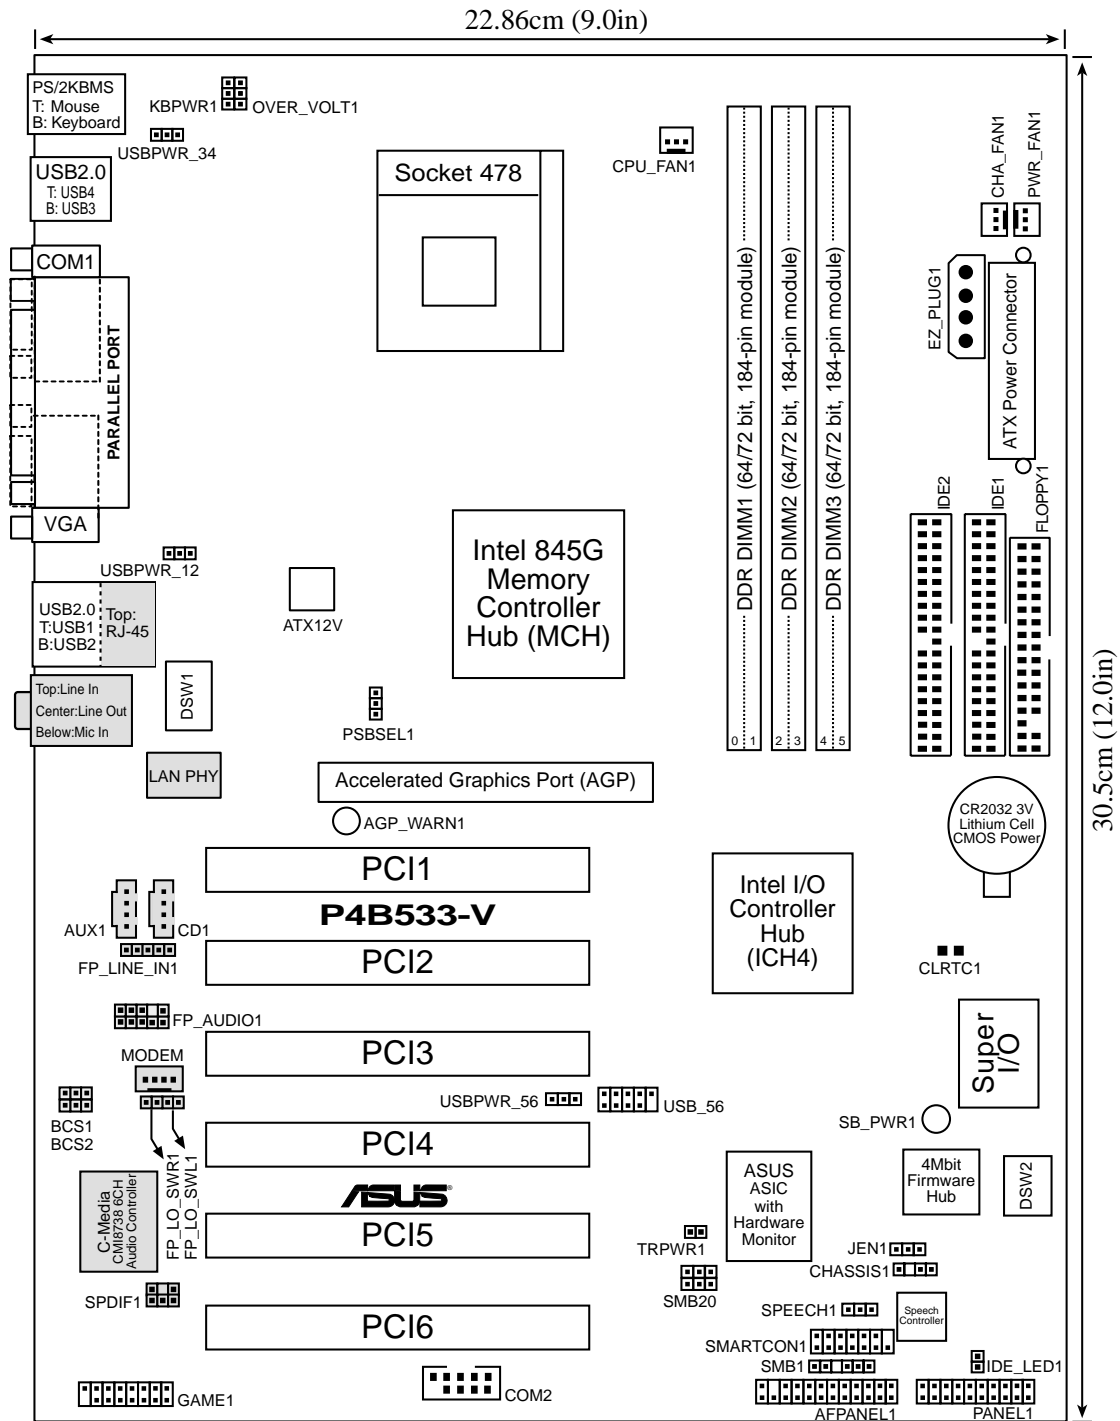 22.86cm (9.0in)
PS/2KBMS
T: Mouse
B: Keyboard
KBPWR1
OVER_VOLT1
USBPWR_34
USB2.0
T: USB4
B: USB3
Socket 478
CPU_FAN1
CHA_FAN1
PWR_FAN1
COM1
PARALLEL PORT
VGA
EZ_PLUG1
ATX Power Connector
DDR DIMM1 (64/72 bit, 184-pin module)
DDR DIMM2 (64/72 bit, 184-pin module)
DDR DIMM3 (64/72 bit, 184-pin module)
0 1
2 3
4 5
IDE2
IDE1
FLOPPY1
USBPWR_12
Intel 845G
Memory
Controller
Hub (MCH)
ATX12V
USB2.0
T:USB1
B:USB2
Top:
RJ-45
DSW1
Top:Line In
Center:Line Out
Below:Mic In
PSBSEL1
LAN PHY
Accelerated Graphics Port (AGP)
AGP_WARN1
30.5cm (12.0in)
CR2032 3V
Lithium Cell
CMOS Power
PCI1
P4B533-V
AUX1
CD1
FP_LINE_IN1
PCI2
Intel I/O
Controller
Hub
(ICH4)
CLRTC1
FP_AUDIO1
PCI3
Super
I/O
MODEM
USBPWR_56
USB_56
SB_PWR1
BCS1
BCS2
FP_LO_SWR1
FP_LO_SWL1
PCI4
C-Media
CMI8738 6CH
Audio Controller
ASUS
PCI5
ASUS
ASIC
with
Hardware
Monitor
4Mbit
Firmware
Hub
DSW2
TRPWR1
JEN1
CHASSIS1
SMB20
SPDIF1
PCI6
SPEECH1
Speech
Controller
SMARTCON1
SMB1
IDE_LED1
GAME1
COM2
AFPANEL1
PANEL1